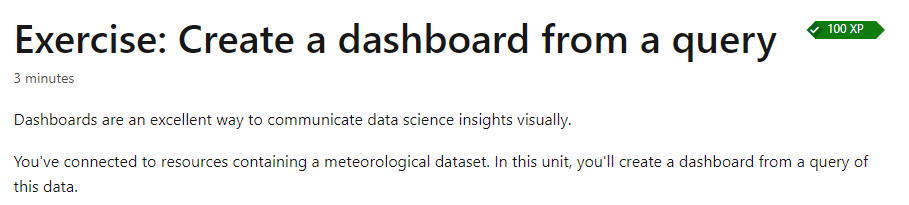 Exercise: Create a dashboard from a query
100 XP
3 minutes
Dashboards are an excellent way to communicate data science insights visually.
You've connected to resources containing a meteorological dataset. In this unit, you'll create a dashboard from a query of
this data.